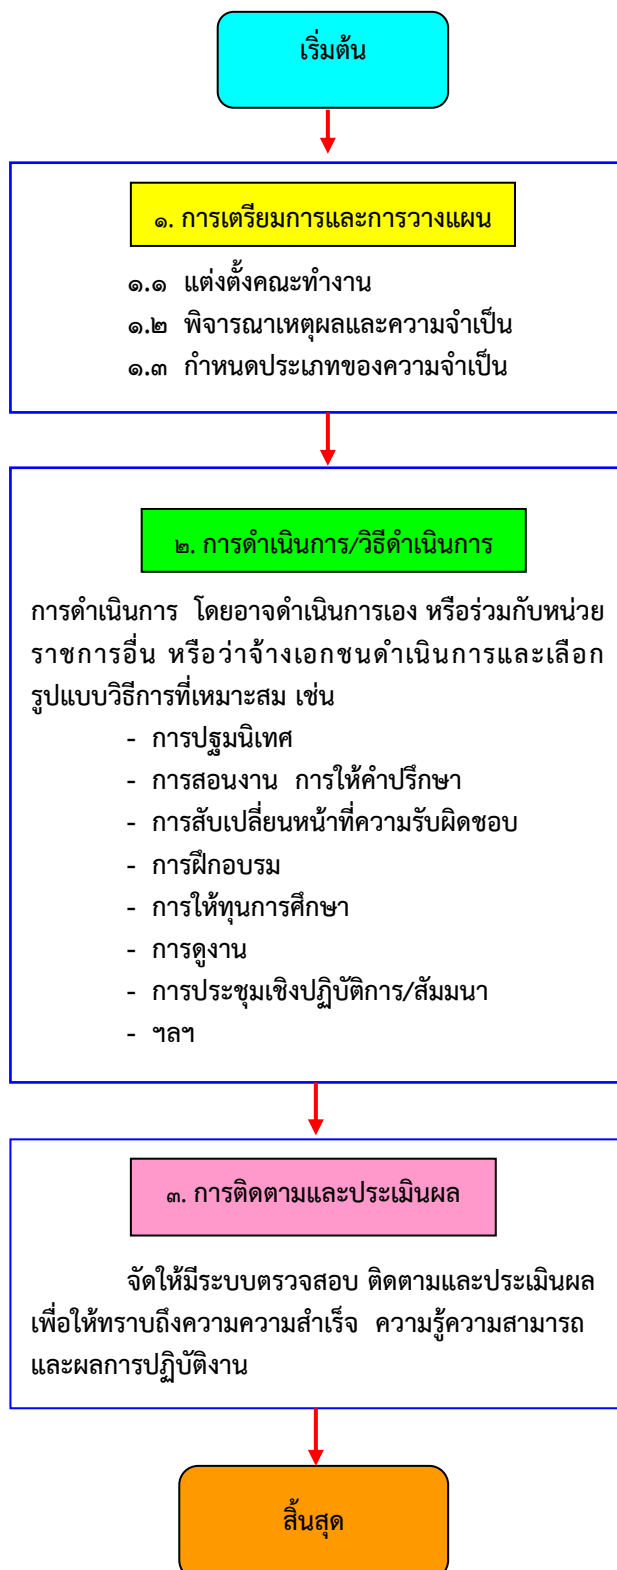 เริ่มต้น
๑. การเตรียมการและการวางแผน
๑.๑ แต่งตั้งคณะทำงาน
๑.๒ พิจารณาเหตุผลและความจำเป็น
๑.๓ กำหนดประเภทของความจำเป็น
๒. การดำเนินการ/วิธีดำเนินการ
การดำเนินการ โดยอาจดำเนินการเอง หรือร่วมกับหน่วย
ราชการอื่น หรือว่าจ้างเอกชนดำเนินการและเลือก
รูปแบบวิธีการที่เหมาะสม เช่น
- การปฐมนิเทศ
- การสอนงาน การให้คำปรึกษา
- การสับเปลี่ยนหน้าที่ความรับผิดชอบ
- การฝึกอบรม
- การให้ทุนการศึกษา
- การดูงาน
- การประชุมเชิงปฏิบัติการ/สัมมนา
- ฯลฯ
๓. การติดตามและประเมินผล
จัดให้มีระบบตรวจสอบ ติดตามและประเมินผล
เพื่อให้ทราบถึงความความสำเร็จ ความรู้ความสามารถ
และผลการปฏิบัติงาน
สิ้นสุด